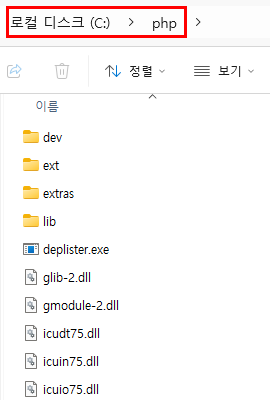 로컬 디스크 (C:) > php >
정렬 보기
이름
dev
ext
extras
lib
deplister.exe
glib-2.dll
gmodule-2.dll
icudt75.dll
icuin75.dll
icuio75.dll